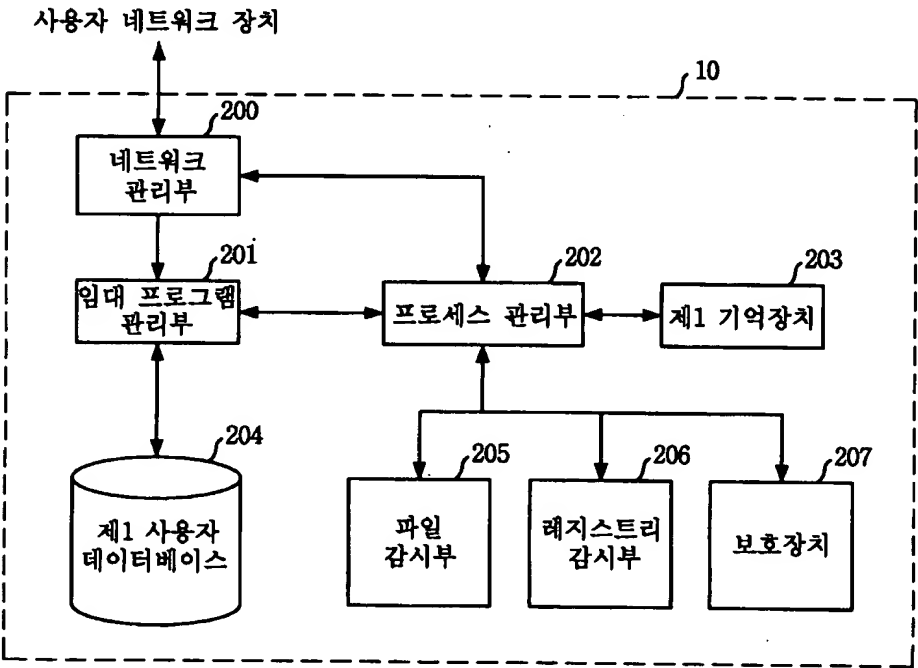 사용자 네트워크 장치
10
200
네트워크
관리부
201
임대 프로그램
관리부
202
프로세스 관리부
203
제1 기억장치
204
제1 사용자
데이터베이스
205
파일
감시부
206
레지스트리
감시부
207
보호장치